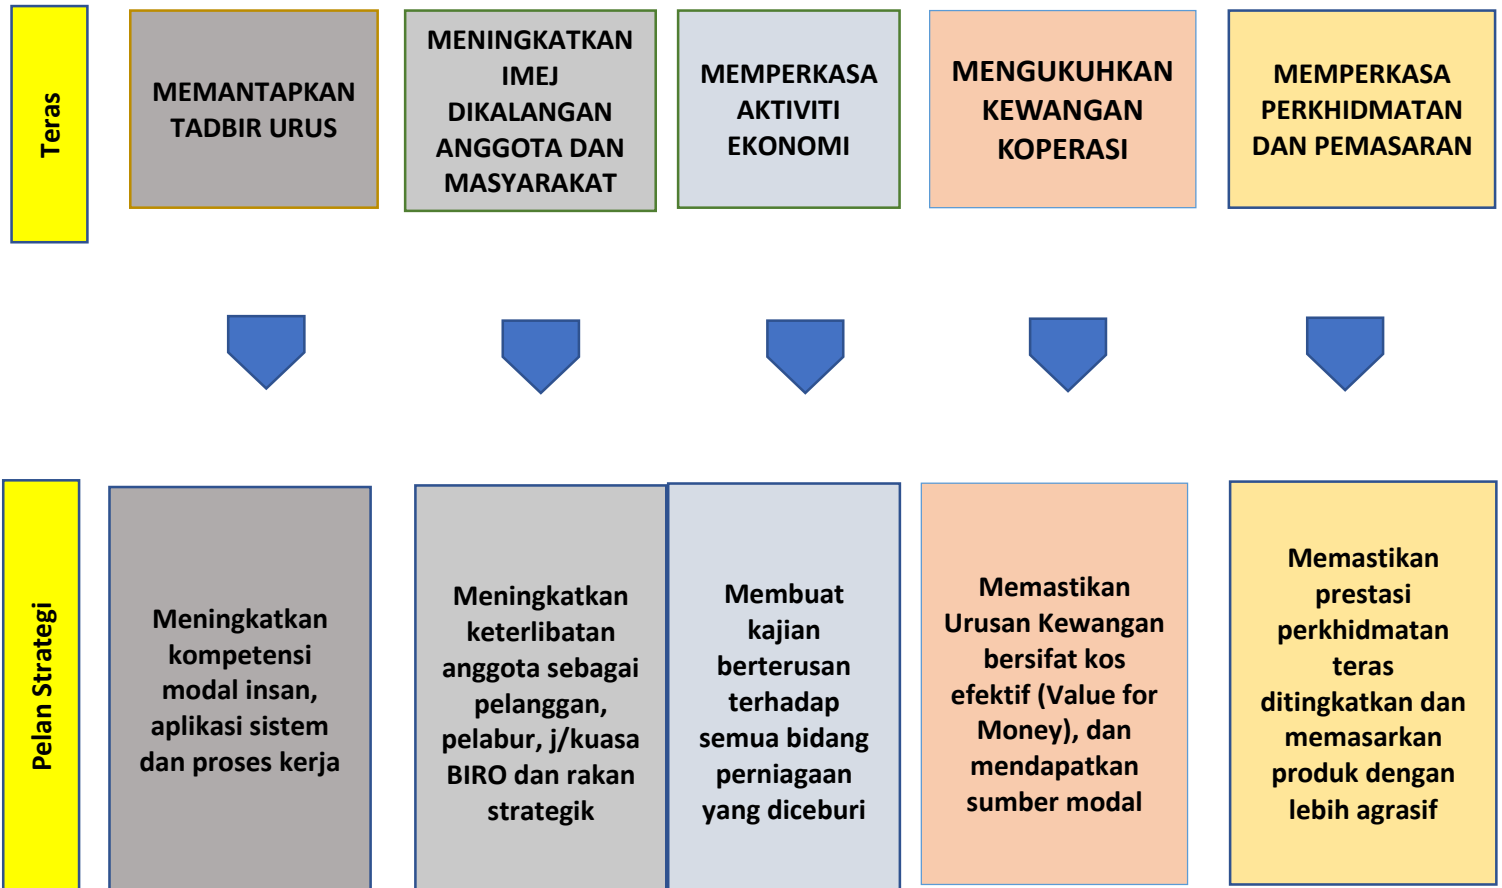 Teras
MEMANTAPKAN
TADBIR URUS
MENINGKATKAN
IMEJ
DIKALANGAN
ANGGOTA DAN
MASYARAKAT
MEMPERKASA
AKTIVITI
EKONOMI
MENGUKUHKAN
KEWANGAN
KOPERASI
MEMPERKASA
PERKHIDMATAN
DAN PEMASARAN
Pelan Strategi
Meningkatkan
kompetensi
modal insan,
aplikasi sistem
dan proses kerja
Meningkatkan
keterlibatan
anggota sebagai
pelanggan,
pelabur, j/kuasa
BIRO dan rakan
strategik
Membuat
kajian
berterusan
terhadap
semua bidang
perniagaan
yang diceburi
Memastikan
Urusan Kewangan
bersifat kos
efektif (Value for
Money), dan
mendapatkan
sumber modal
Memastikan
prestasi
perkhidmatan
teras
ditingkatkan dan
memasarkan
produk dengan
lebih agrasif